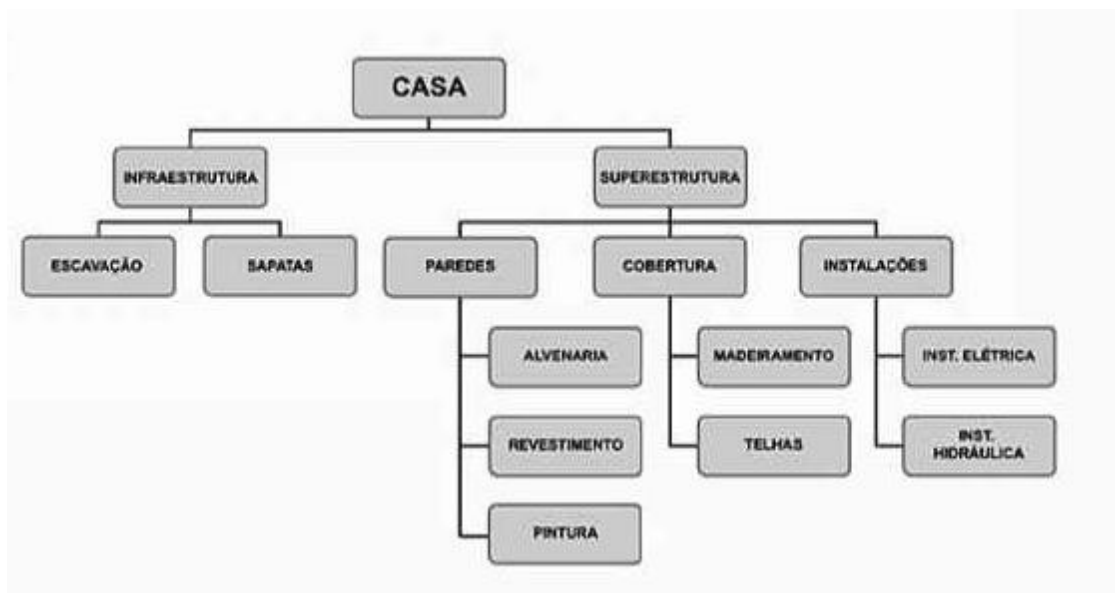 CASA
INFRAESTRUTURA
SUPERESTRUTURA
ESCAVAÇÃO
SAPATAS
PAREDES
COBERTURA
INSTALAÇÕES
ALVENARIA
MADEIRAMENTO
INST. ELÉTRICA
REVESTIMENTO
TELHAS
INST.
HIDRÁULICA
PINTURA